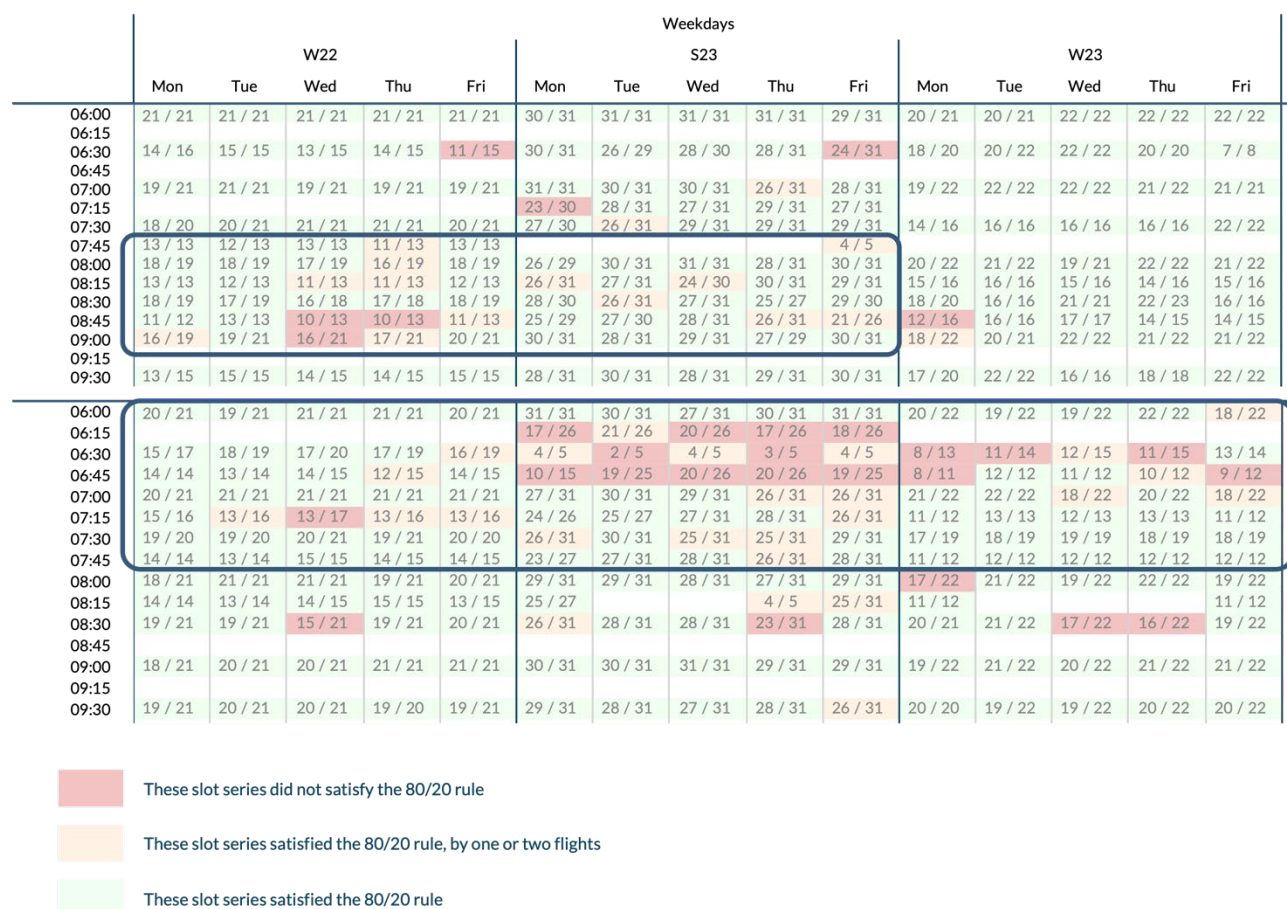 Weekdays
W22 S23 W23
Mon Tue Wed Thu Fri Mon Tue Wed Thu Fri Mon Tue Wed Thu Fri
06:00 21 / 21 21 / 21 21 / 21 21 / 21 21 / 21 30 / 31 31 / 31 31 / 31 31 / 31 29 / 31 20 / 21 20 / 21 22 / 22 22 / 22 22 / 22
06:15
06:30 14 / 16 15 / 15 13 / 15 14 / 15 11 / 15 30 / 31 26 / 29 28 / 30 28 / 31 24 / 31 18 / 20 20 / 22 22 / 22 20 / 20 7 / 8
06:45
07:00 19 / 21 21 / 21 19 / 21 19 / 21 19 / 21 31 / 31 30 / 31 30 / 31 26 / 31 28 / 31 19 / 22 22 / 22 22 / 22 21 / 22 21 / 21
07:15 23 / 30 28 / 31 27 / 31 29 / 31 27 / 31
07:30 18 / 20 20 / 21 21 / 21 21 / 21 20 / 21 27 / 30 26 / 31 29 / 31 29 / 31 29 / 31 14 / 16 16 / 16 16 / 16 16 / 16 22 / 22
07:45 13 / 13 12 / 13 13 / 13 11 / 13 13 / 13 4 / 5
08:00 18 / 19 18 / 19 17 / 19 16 / 19 18 / 19 26 / 29 30 / 31 31 / 31 28 / 31 30 / 31 20 / 22 21 / 22 19 / 21 22 / 22 21 / 22
08:15 13 / 13 12 / 13 11 / 13 11 / 13 12 / 13 26 / 31 27 / 31 24 / 30 30 / 31 29 / 31 15 / 16 16 / 16 15 / 16 14 / 16 15 / 16
08:30 18 / 19 17 / 19 16 / 18 17 / 18 18 / 19 28 / 30 26 / 31 27 / 31 25 / 27 29 / 30 18 / 20 16 / 16 21 / 21 22 / 23 16 / 16
08:45 11 / 12 13 / 13 10 / 13 10 / 13 11 / 13 25 / 29 27 / 30 28 / 31 26 / 31 21 / 26 12 / 16 16 / 16 17 / 17 14 / 15 14 / 15
09:00 16 / 19 19 / 21 16 / 21 17 / 21 20 / 21 30 / 31 28 / 31 29 / 31 27 / 29 30 / 31 18 / 22 20 / 21 22 / 22 21 / 22 21 / 22
09:15
09:30 13 / 15 15 / 15 14 / 15 14 / 15 15 / 15 28 / 31 30 / 31 28 / 31 29 / 31 30 / 31 17 / 20 22 / 22 16 / 16 18 / 18 22 / 22
06:00 20 / 21 19 / 21 21 / 21 21 / 21 20 / 21 31 / 31 30 / 31 27 / 31 30 / 31 31 / 31 20 / 22 19 / 22 19 / 22 22 / 22 18 / 22
06:15 17 / 26 21 / 26 20 / 26 17 / 26 18 / 26
06:30 15 / 17 18 / 19 17 / 20 17 / 19 16 / 19 4 / 5 2 / 5 4 / 5 3 / 5 4 / 5 8 / 13 11 / 14 12 / 15 11 / 15 13 / 14
06:45 14 / 14 13 / 14 14 / 15 12 / 15 14 / 15 10 / 15 19 / 25 20 / 26 20 / 26 19 / 25 8 / 11 12 / 12 11 / 12 10 / 12 9 / 12
07:00 20 / 21 21 / 21 21 / 21 21 / 21 21 / 21 27 / 31 30 / 31 29 / 31 26 / 31 26 / 31 21 / 22 22 / 22 18 / 22 20 / 22 18 / 22
07:15 15 / 16 13 / 16 13 / 17 13 / 16 13 / 16 24 / 26 25 / 27 27 / 31 28 / 31 26 / 31 11 / 12 13 / 13 12 / 13 13 / 13 11 / 12
07:30 19 / 20 19 / 20 20 / 21 19 / 21 20 / 20 26 / 31 30 / 31 25 / 31 25 / 31 28 / 31 17 / 19 18 / 19 19 / 19 18 / 19 18 / 19
07:45 14 / 14 13 / 14 15 / 15 14 / 15 14 / 15 23 / 27 27 / 31 28 / 31 26 / 31 28 / 31 11 / 12 12 / 12 12 / 12 12 / 12 12 / 12
08:00 18 / 21 21 / 21 21 / 21 19 / 21 20 / 21 29 / 31 29 / 31 28 / 31 27 / 31 29 / 31 17 / 22 21 / 22 19 / 22 22 / 22 19 / 22
08:15 14 / 14 13 / 14 14 / 15 15 / 15 13 / 15 25 / 27 4 / 5 25 / 31 11 / 12 11 / 12
08:30 19 / 21 19 / 21 15 / 21 19 / 21 20 / 21 26 / 31 28 / 31 28 / 31 23 / 31 28 / 31 20 / 21 21 / 22 17 / 22 16 / 22 19 / 22
08:45
09:00 18 / 21 20 / 21 20 / 21 21 / 21 21 / 21 30 / 31 30 / 31 31 / 31 29 / 31 29 / 31 19 / 22 21 / 22 20 / 22 21 / 22 21 / 22
09:15
09:30 19 / 21 20 / 21 20 / 21 19 / 20 19 / 21 29 / 31 28 / 31 27 / 31 28 / 31 26 / 31 20 / 20 19 / 22 19 / 22 20 / 22 20 / 22
These slot series did not satisfy the 80/20 rule
These slot series satisfied the 80/20 rule, by one or two flights
These slot series satisfied the 80/20 rule